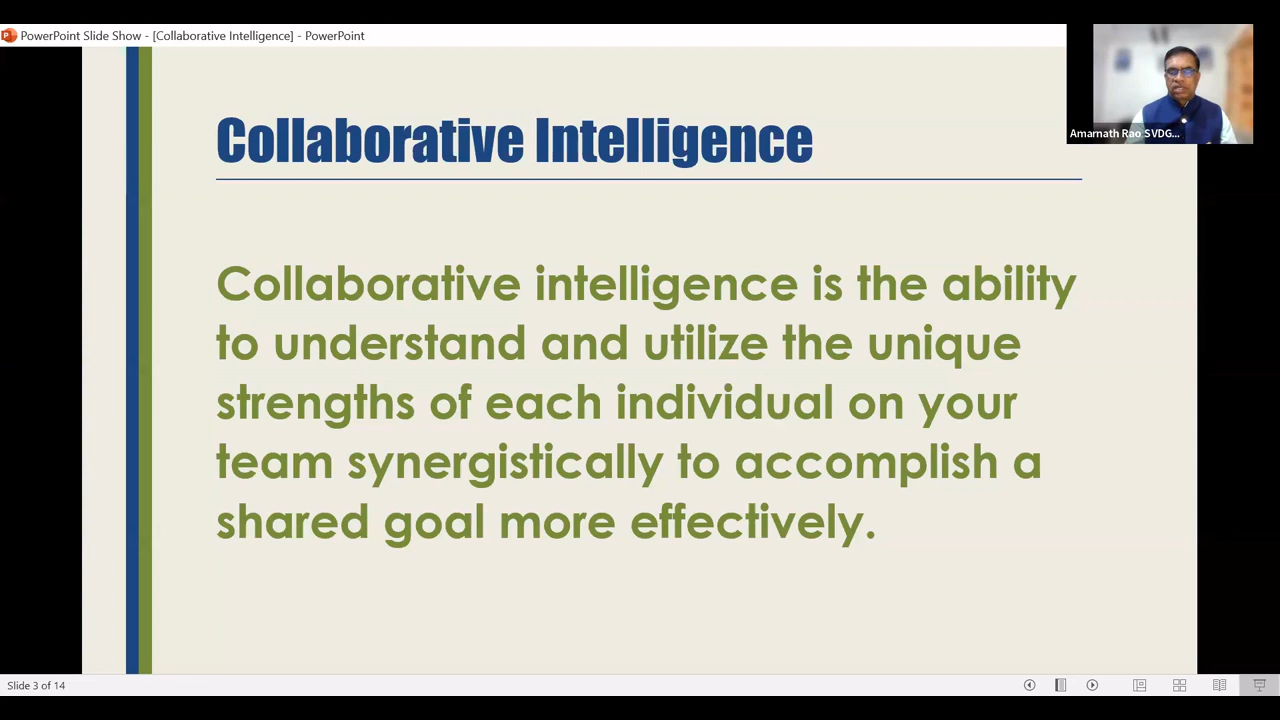 PowerPoint Slide Show - [Collaborative Intelligence] - PowerPoint
Amarnath Rao SVDG...
Collaborative Intelligence
Collaborative intelligence is the ability
to understand and utilize the unique
strengths of each individual on your
team synergistically to accomplish a
shared goal more effectively.
Slide 3 of 14